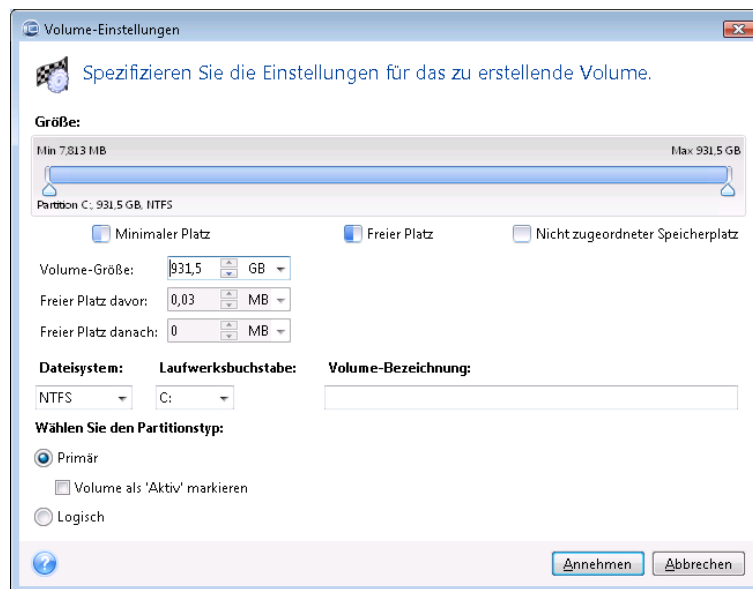 Volume-Einstellungen
Spezifizieren Sie die Einstellungen für das zu erstellende Volume.
Größe:
Min 7,813 MB Max 931,5 GB
Partition C:, 931,5 GB, NTFS
Minimaler Platz Freier Platz Nicht zugeordneter Speicherplatz
Volume-Größe: 931,5 GB
Freier Platz davor: 0,03 MB
Freier Platz danach: 0 MB
Dateisystem: Laufwerksbuchstabe: Volume-Bezeichnung:
NTFS C:
Wählen Sie den Partitionstyp:
Primär
Volume als 'Aktiv' markieren
Logisch
? Annehmen Abbrechen